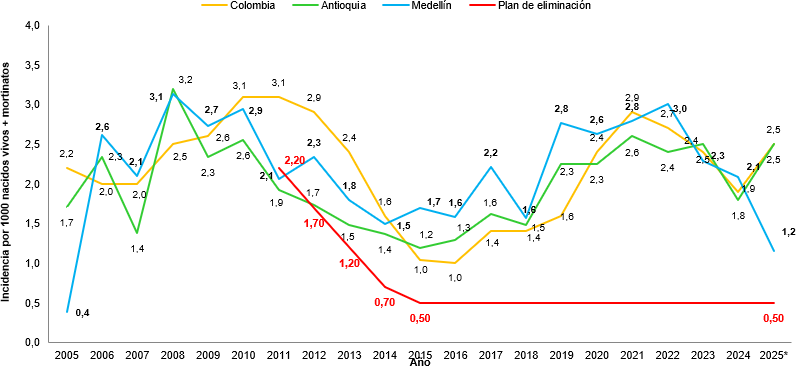 Colombia Antioquia Medellín Plan de eliminación
Incidencia por 1000 nacidos vivos + mortinatos
4,0
3,5
3,0
2,5
2,0
1,5
1,0
0,5
0,0
2,2 2,0 2,0 2,5 2,6 3,1 3,1 2,9 2,4 1,6 1,0 1,0 1,4 1,4 1,6 2,4 2,9 2,7 2,4 1,9 2,5
1,7 2,3 1,4 3,2 2,3 2,6 1,9 1,7 1,5 1,4 1,2 1,3 1,6 1,5 2,3 2,3 2,6 2,4 2,5 1,8 2,5
0,4 2,6 2,1 3,1 2,7 2,9 2,1 2,3 1,8 1,5 1,7 1,6 2,2 1,6 2,8 2,6 2,8 3,0 2,3 2,1 1,2
2,20 1,70 1,20 0,70 0,50 0,50
2005 2006 2007 2008 2009 2010 2011 2012 2013 2014 2015 2016 2017 2018 2019 2020 2021 2022 2023 2024 2025*
Año